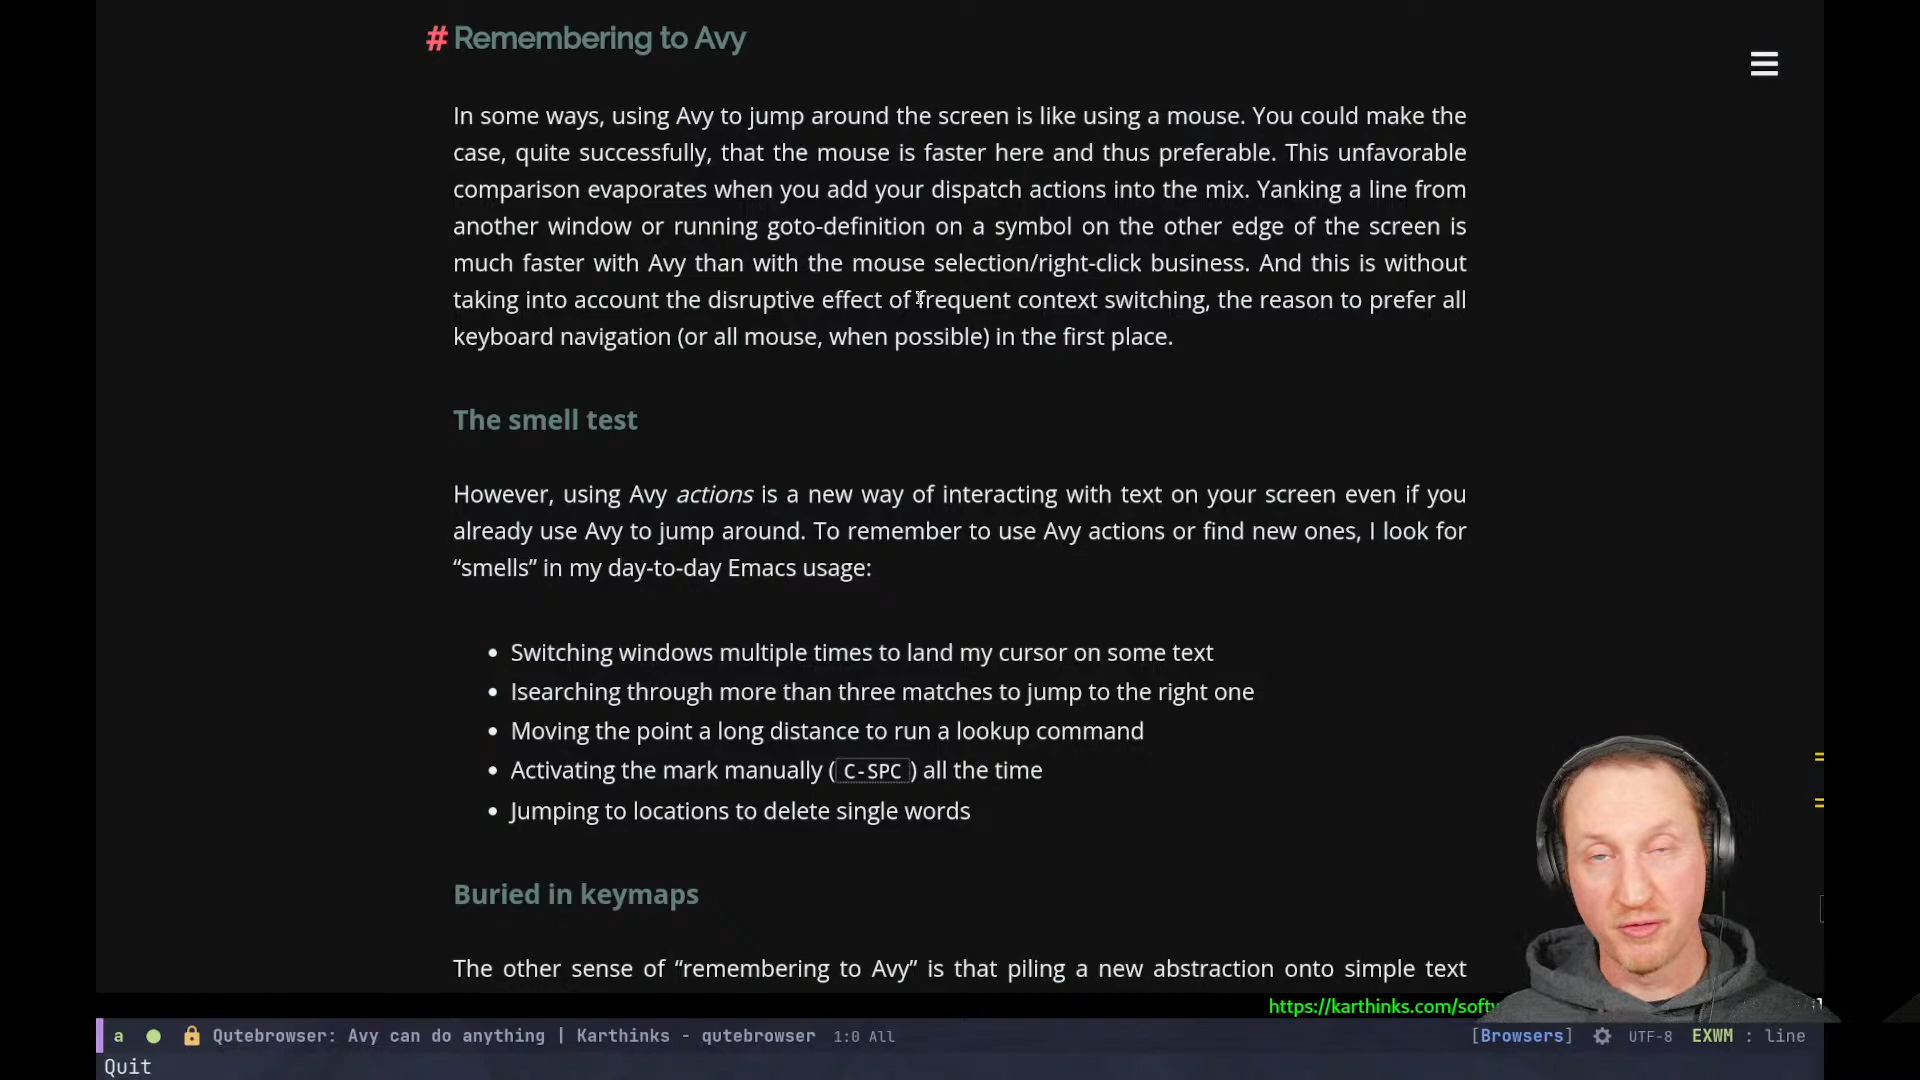 # Remembering to Avy
In some ways, using Avy to jump around the screen is like using a mouse. You could make the
case, quite successfully, that the mouse is faster here and thus preferable. This unfavorable
comparison evaporates when you add your dispatch actions into the mix. Yanking a line from
another window or running goto-definition on a symbol on the other edge of the screen is
much faster with Avy than with the mouse selection/right-click business. And this is without
taking into account the disruptive effect of frequent context switching, the reason to prefer all
keyboard navigation (or all mouse, when possible) in the first place.
The smell test
However, using Avy actions is a new way of interacting with text on your screen even if you
already use Avy to jump around. To remember to use Avy actions or find new ones, I look for
“smells” in my day-to-day Emacs usage:
• Switching windows multiple times to land my cursor on some text
• Isearching through more than three matches to jump to the right one
• Moving the point a long distance to run a lookup command
• Activating the mark manually (C-SPC) all the time
• Jumping to locations to delete single words
Buried in keymaps
The other sense of “remembering to Avy” is that piling a new abstraction onto simple text
https://karthinks.com/softw
a Qutebrowser: Avy can do anything | Karthinks - qutebrowser 1:0 All [Browsers] UTF-8 EXWM : line
Quit